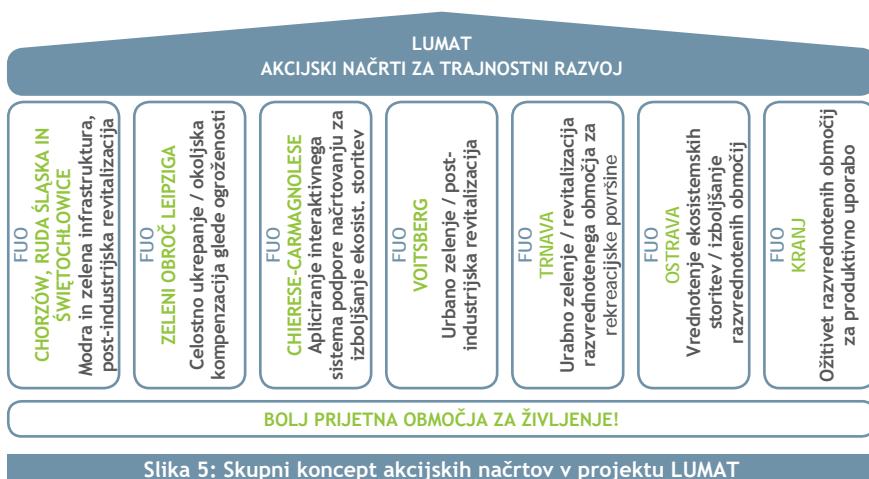 LUMAT
AKCIJSKI NAČRTI ZA TRAJNOSTNI RAZVOJ
FUO
CHORZÓW, RUDA ŚLĄSKA IN
ŚWIĘTOCHŁOWICE
Modra in zelena infrastruktura,
post-industrijska revitalizacija
FUO
ZELENI OBROČ LEIPZIGA
Celostno ukrepanje / okoljska
kompenzacija glede ogroženosti
FUO
CHIERESE-CARMAGNOLESE
Apliciranje interaktivnega
sistema podpore načrtovanju za
izboljšanje ekosist. storitev
FUO
VOITSBERG
Urbano zelenje / post-
industrijska revitalizacija
FUO
TRNAVA
Urabno zelenje / revitalizacija
razvrednotenega območja za
rekreacijske površine
FUO
OSTRAVA
Vrednotenje ekosistemskih
storitev / izboljšanje
razvrednotenih območij
FUO
KRANJ
Ožitivet razvrednotenih območij
za produktivno uporabo
BOLJ PRIJETNA OBMOČJA ZA ŽIVLJENJE!
Slika 5: Skupni koncept akcijskih načrtov v projektu LUMAT